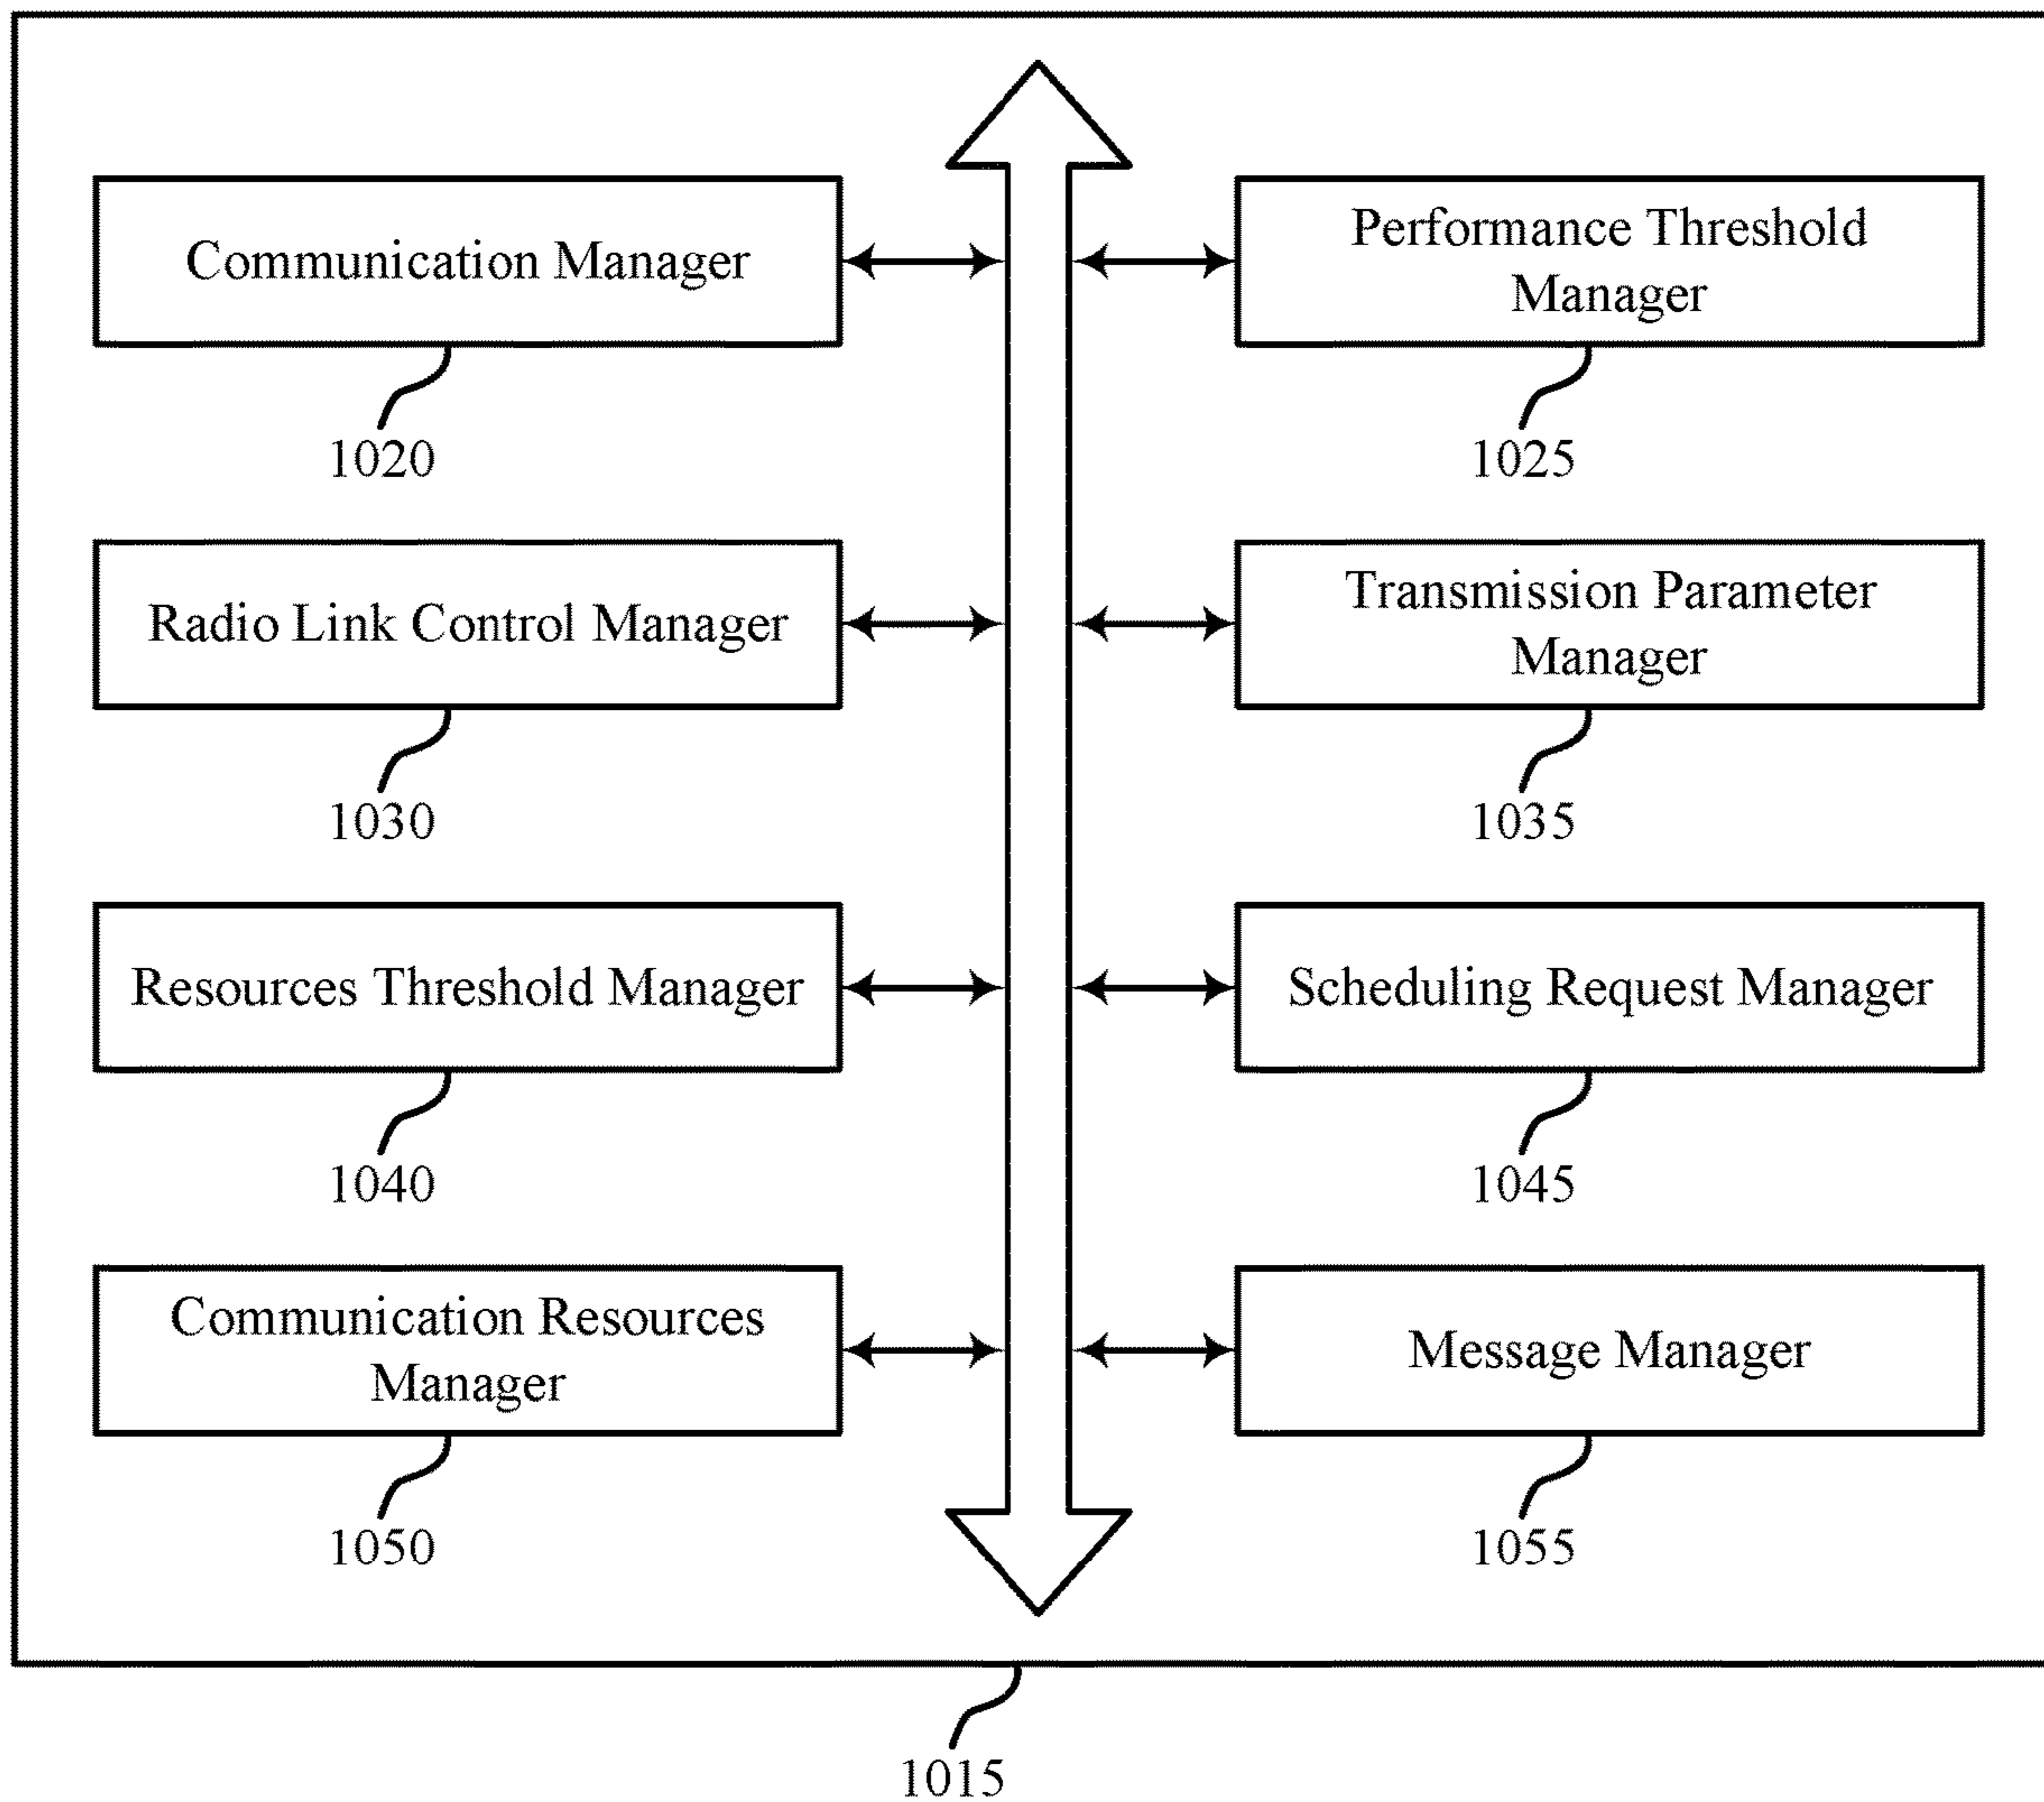 Communication Manager
1020
Performance Threshold
Manager
1025
Radio Link Control Manager
1030
Transmission Parameter
Manager
1035
Resources Threshold Manager
1040
Scheduling Request Manager
1045
Communication Resources
Manager
1050
Message Manager
1055
1015